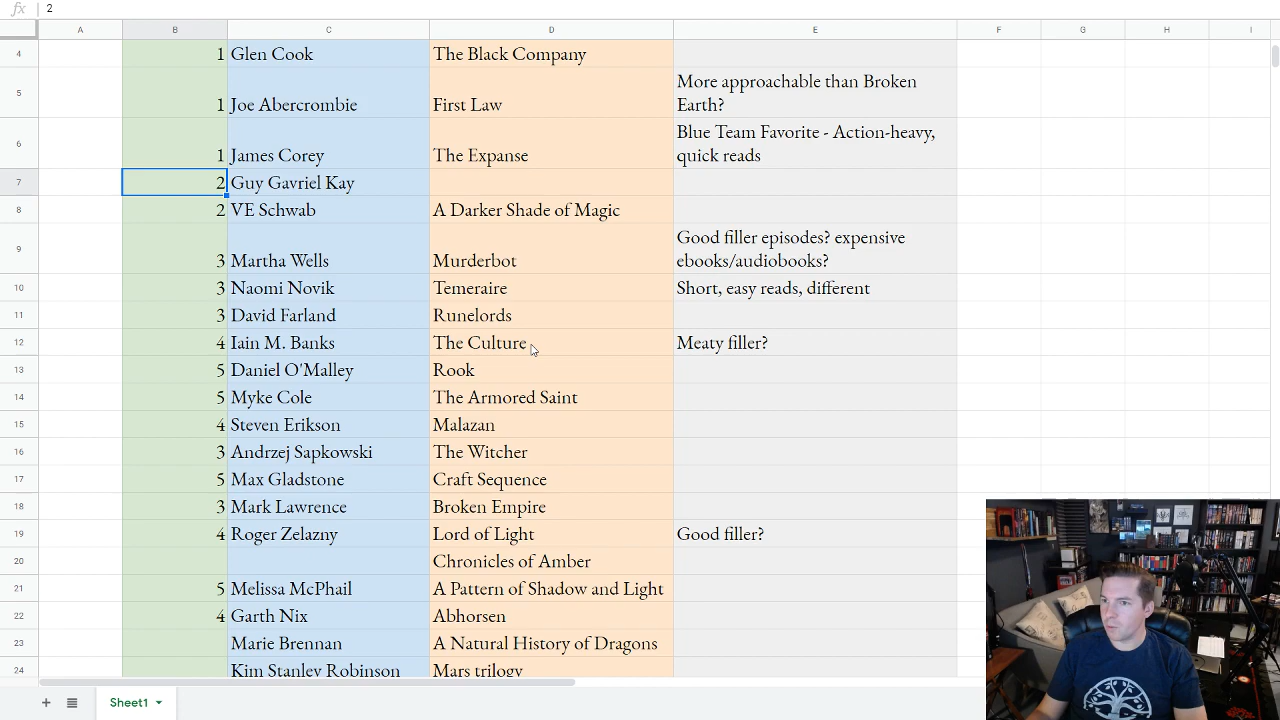 fx 2
A B C D E F G H I
4 1 Glen Cook The Black Company
5 1 Joe Abercrombie First Law More approachable than Broken
Earth?
6 1 James Corey The Expanse Blue Team Favorite - Action-heavy,
quick reads
7 2 Guy Gavriel Kay
8 2 VE Schwab A Darker Shade of Magic
9 3 Martha Wells Murderbot Good filler episodes? expensive
ebooks/audiobooks?
10 3 Naomi Novik Temeraire Short, easy reads, different
11 3 David Farland Runelords
12 4 Iain M. Banks The Culture Meaty filler?
13 5 Daniel O'Malley Rook
14 5 Myke Cole The Armored Saint
15 4 Steven Erikson Malazan
16 3 Andrzej Sapkowski The Witcher
17 5 Max Gladstone Craft Sequence
18 3 Mark Lawrence Broken Empire
19 4 Roger Zelazny Lord of Light Good filler?
20 Chronicles of Amber
21 5 Melissa McPhail A Pattern of Shadow and Light
22 4 Garth Nix Abhorsen
23 Marie Brennan A Natural History of Dragons
24 Kim Stanley Robinson Mars trilogy
Sheet1